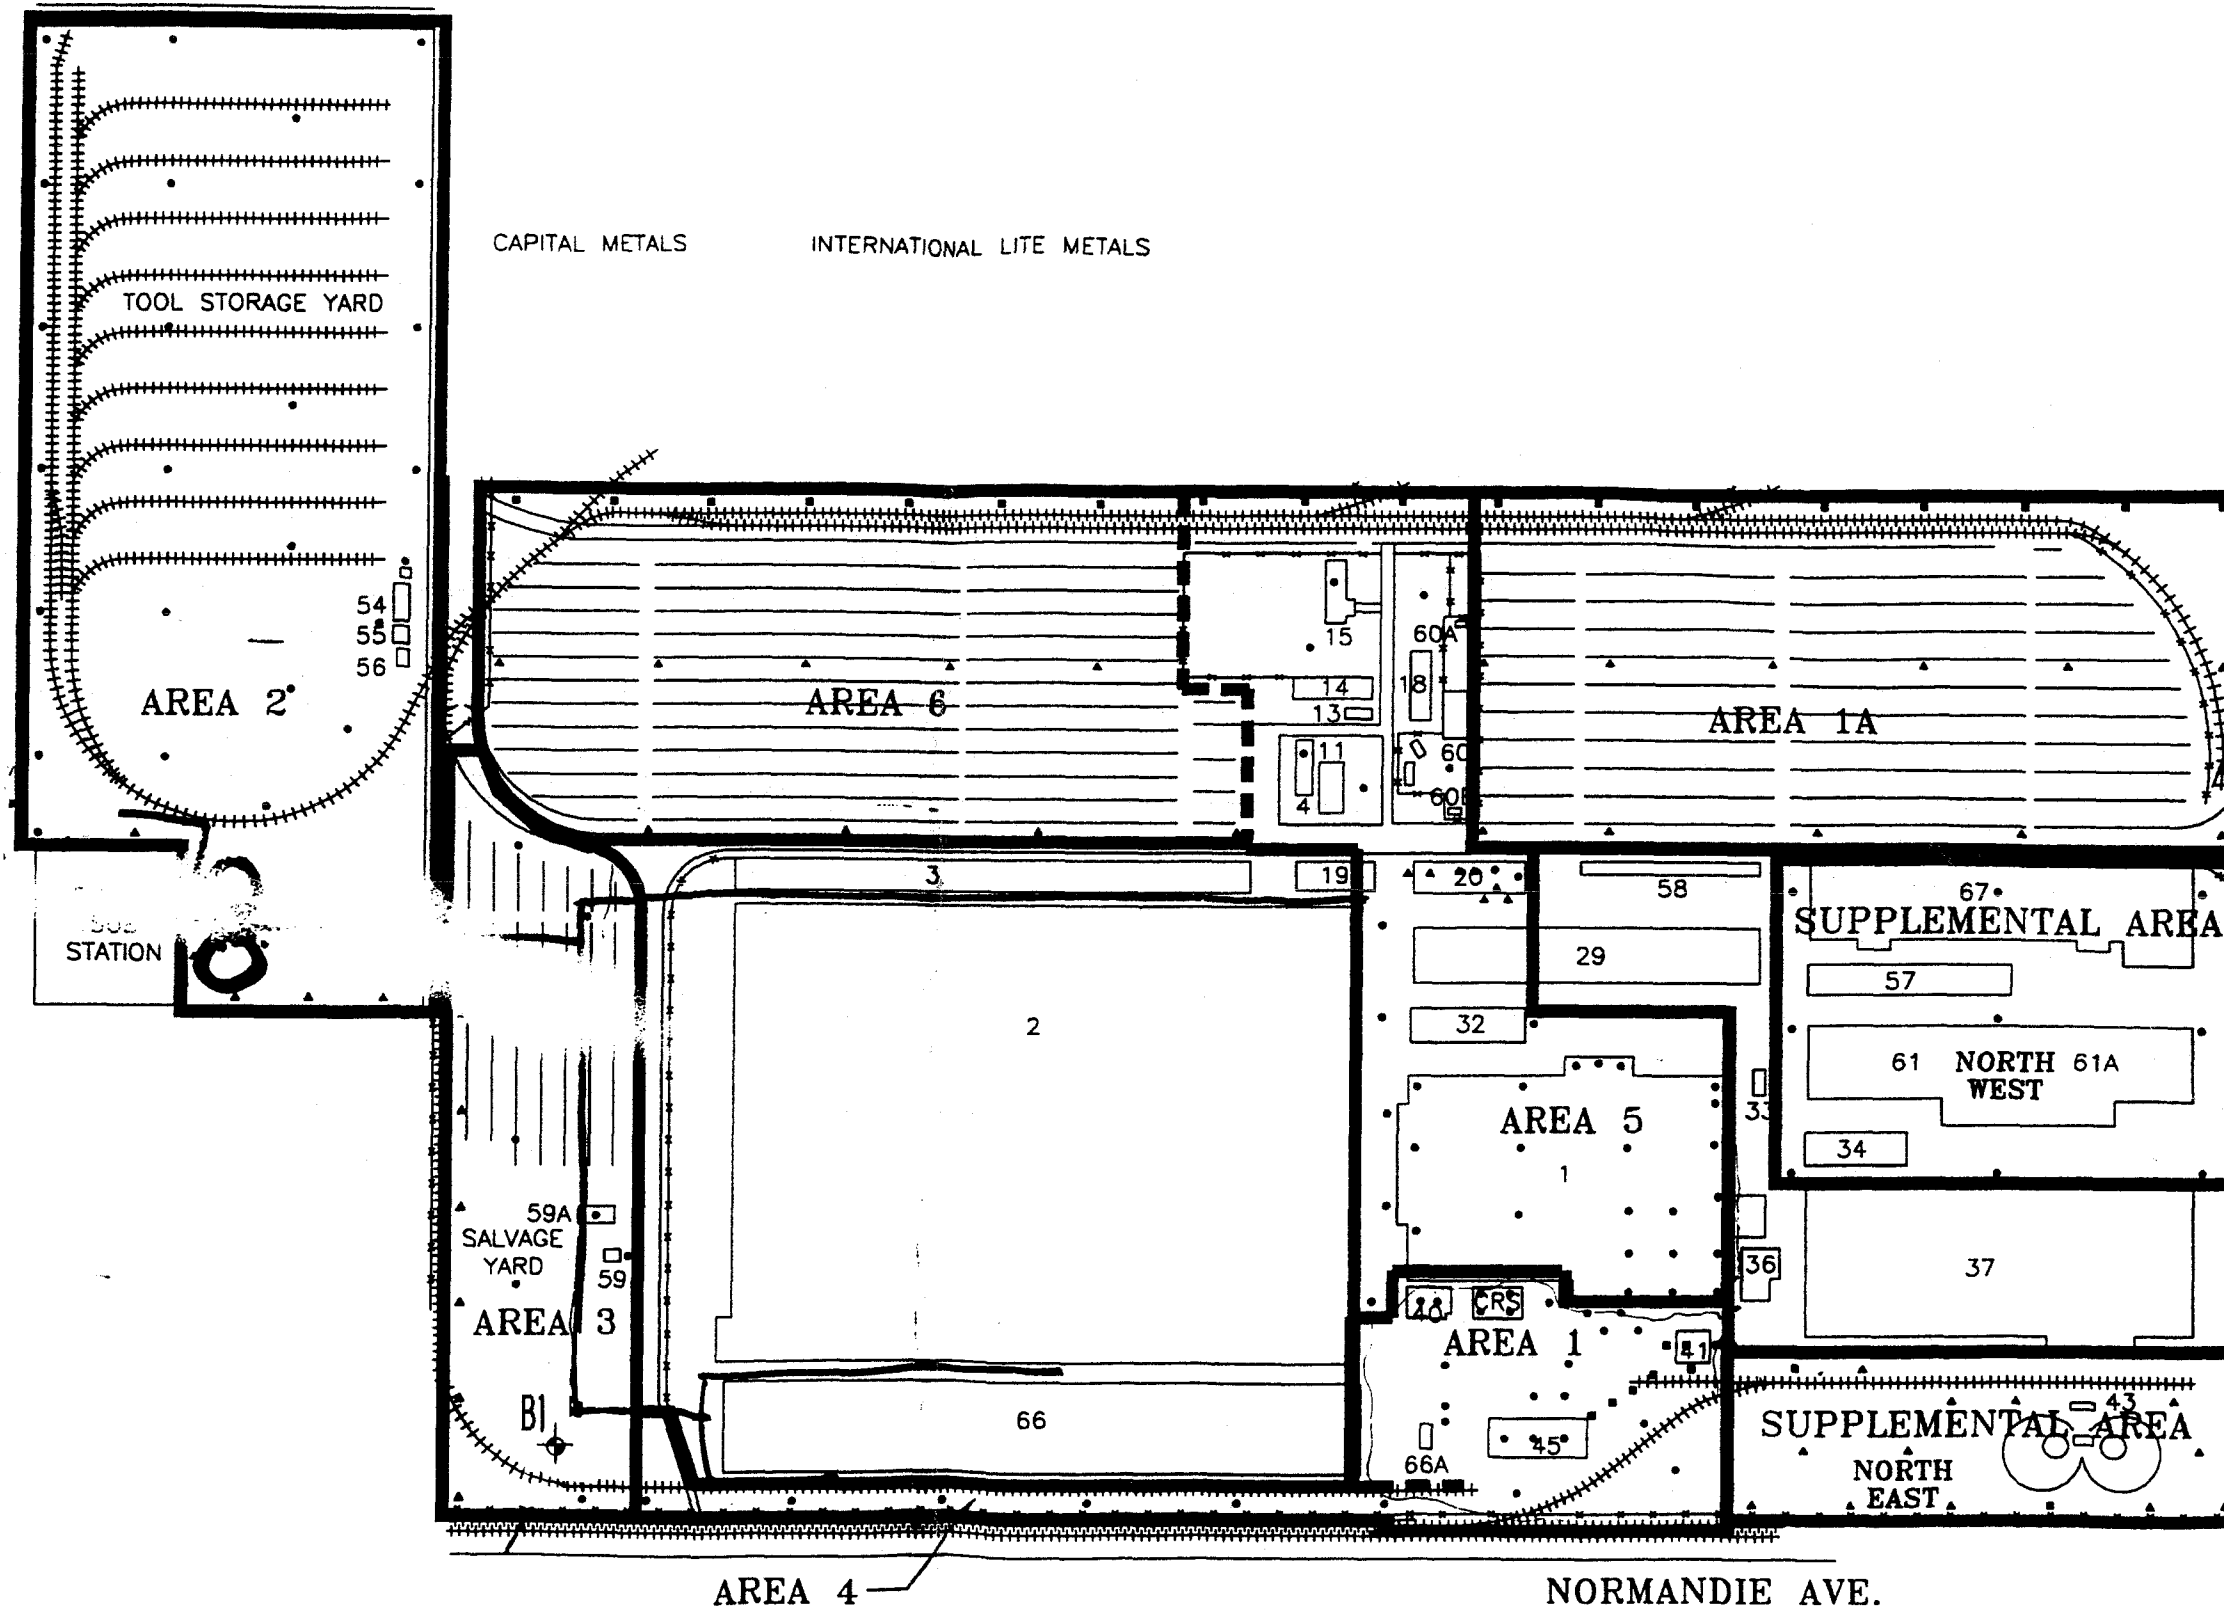 CAPITAL METALS
INTERNATIONAL LITE METALS
TOOL STORAGE YARD
54
55
56
AREA 2
15
60A
14
18
13
AREA 6
AREA 1A
11
60
4
3
19
20
58
67
SUPPLEMENTAL AREA
STATION
29
57
2
32
61
NORTH
WEST
61A
33
AREA 5
34
1
59A
SALVAGE
YARD
59
36
37
AREA 3
40
CRS
AREA 1
41
B1
66
43
SUPPLEMENTAL AREA
45
66A
NORTH
EAST
AREA 4
NORMANDIE AVE.